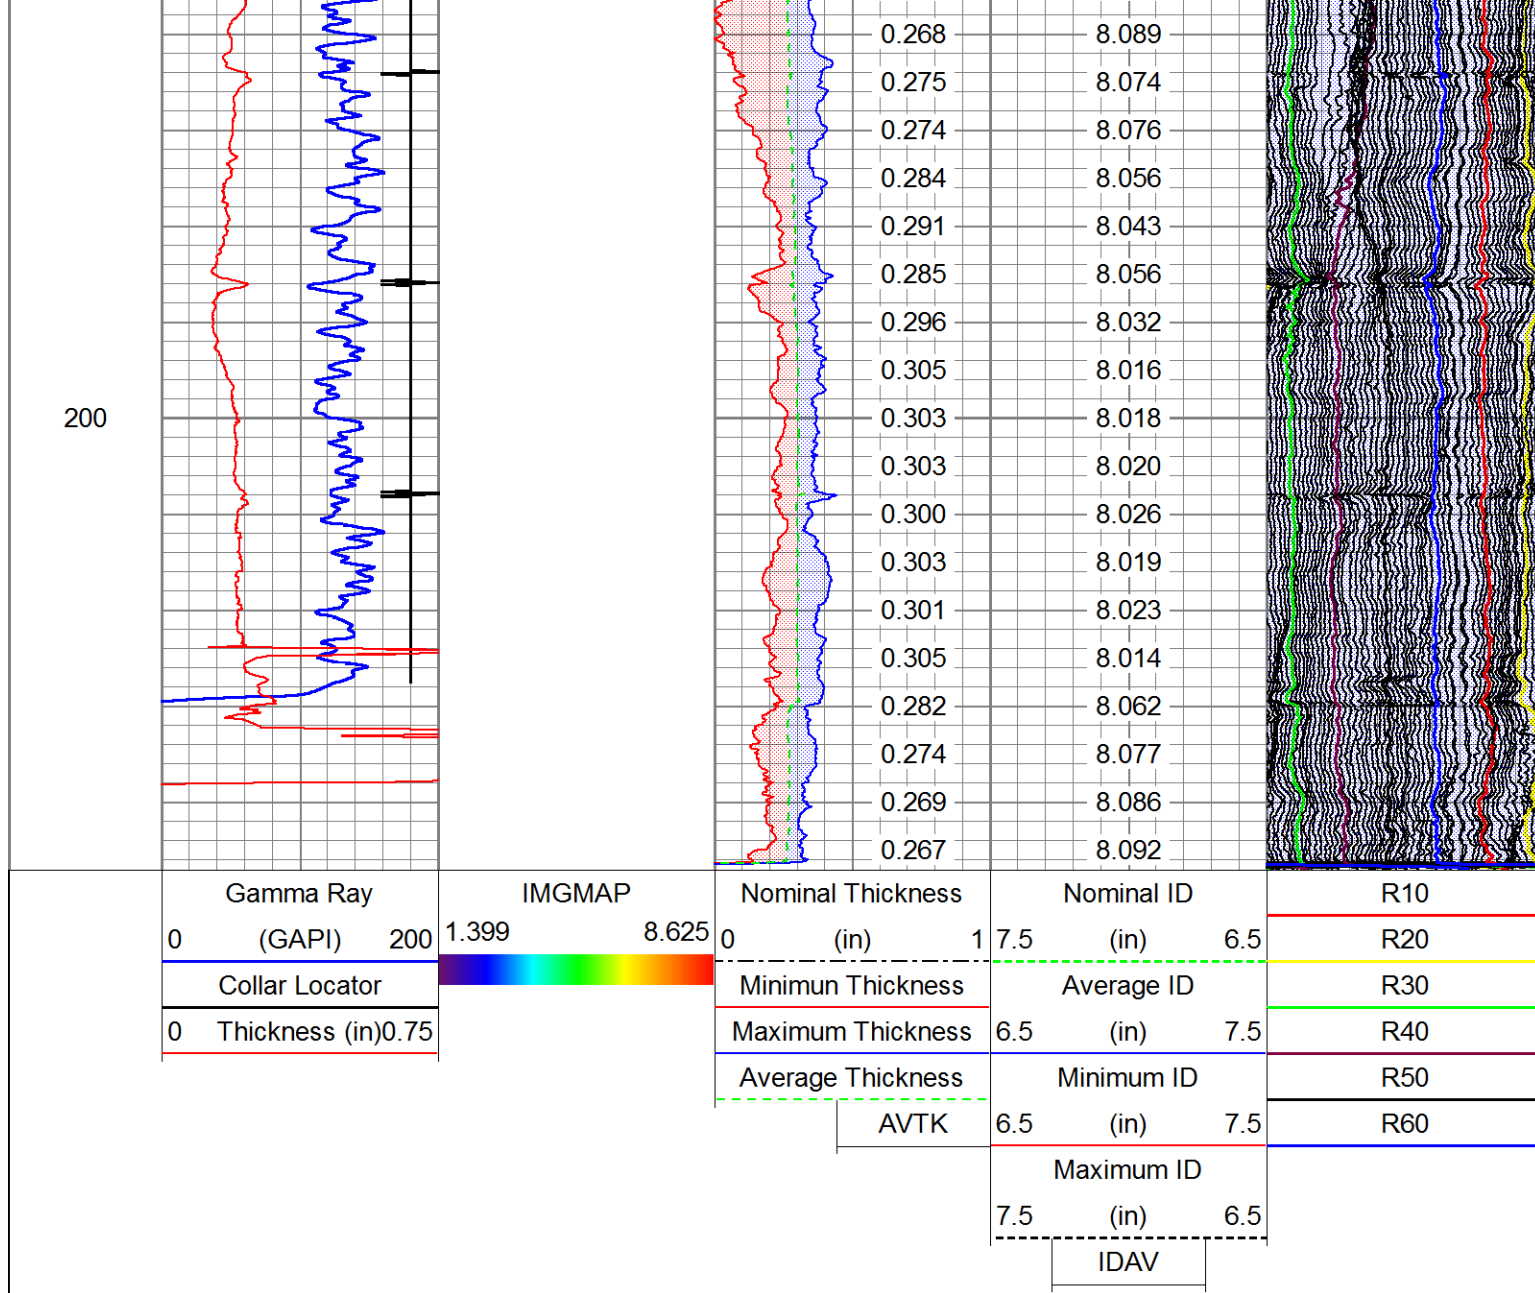 0.268 8.089
0.275 8.074
0.274 8.076
0.284 8.056
0.291 8.043
0.285 8.056
0.296 8.032
0.305 8.016
200 0.303 8.018
0.303 8.020
0.300 8.026
0.303 8.019
0.301 8.023
0.305 8.014
0.282 8.062
0.274 8.077
0.269 8.086
0.267 8.092
Gamma Ray IMGMAP Nominal Thickness Nominal ID R10
0 (GAPI) 200 1.399 8.625 0 (in) 1 7.5 (in) 6.5 R20
Collar Locator Minimun Thickness Average ID R30
0 Thickness (in)0.75 Maximum Thickness 6.5 (in) 7.5 R40
Average Thickness Minimum ID R50
AVTK 6.5 (in) 7.5 R60
Maximum ID
7.5 (in) 6.5
IDAV